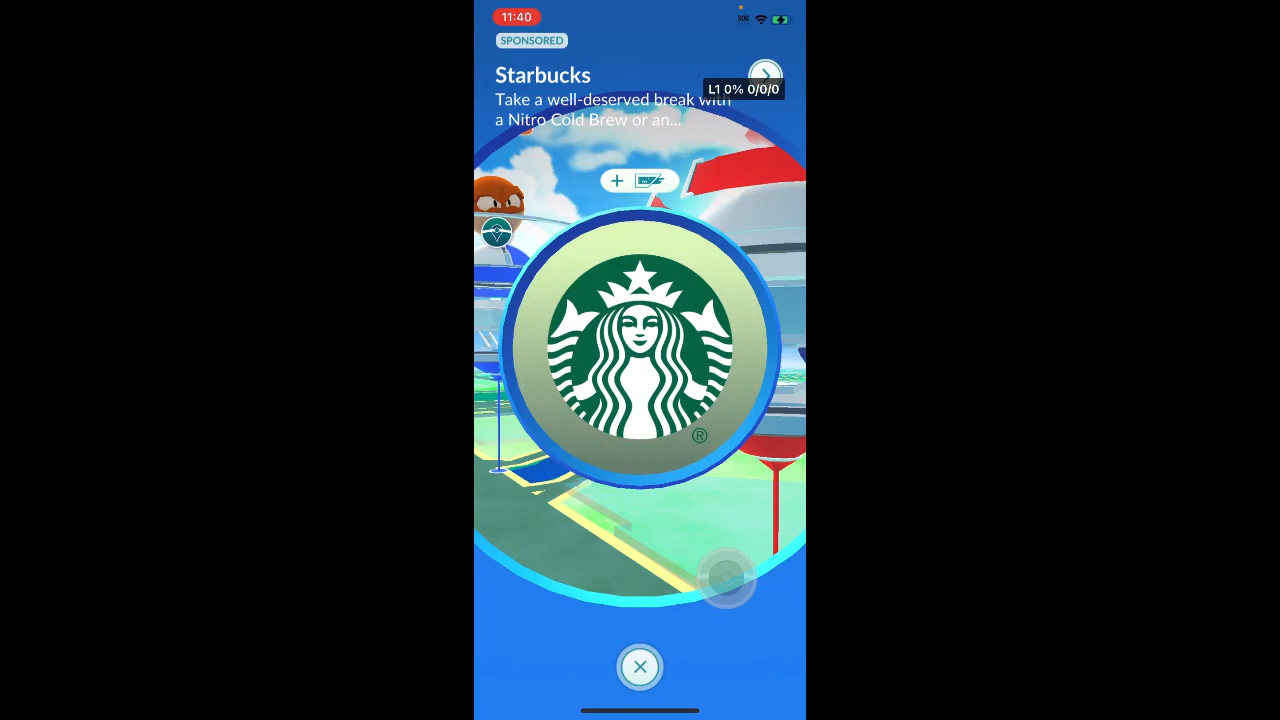 11:40
SOS
SPONSORED
Starbucks
L1 0% 0/0/0
Take a well-deserved break with
a Nitro Cold Brew or an...
®